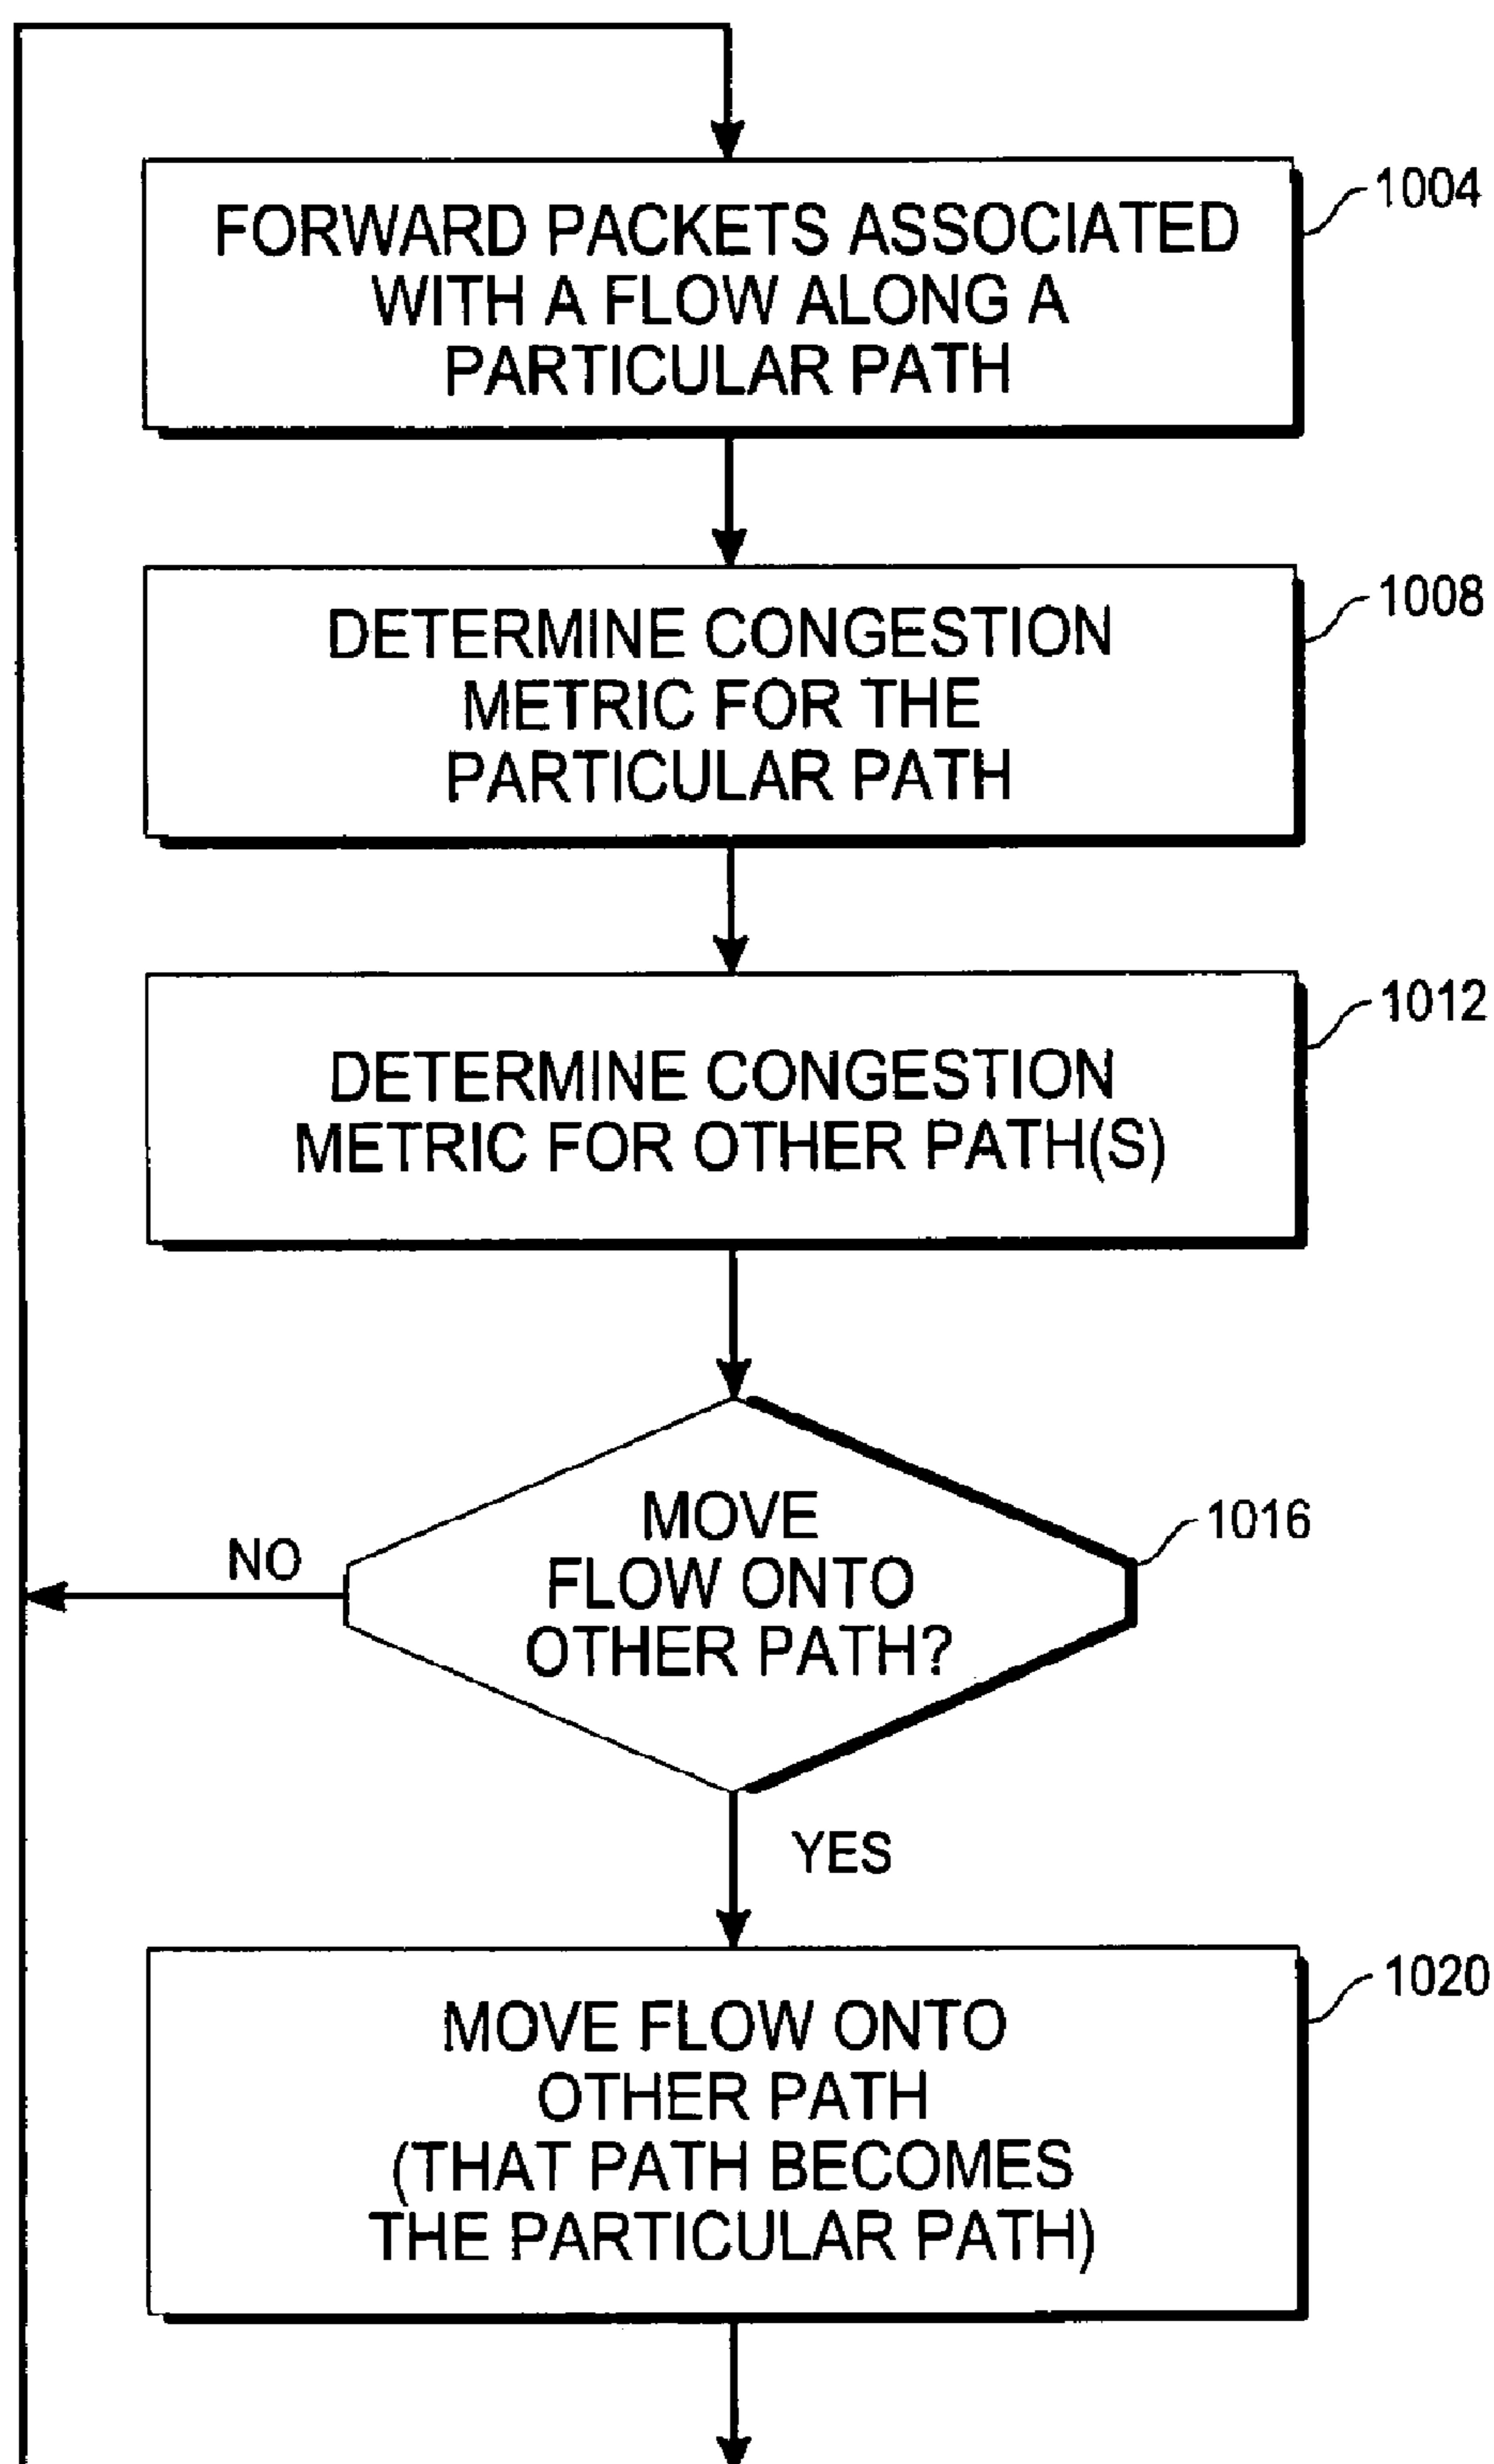 FORWARD PACKETS ASSOCIATED
WITH A FLOW ALONG A
PARTICULAR PATH
1004
DETERMINE CONGESTION
METRIC FOR THE
PARTICULAR PATH
1008
DETERMINE CONGESTION
METRIC FOR OTHER PATH(S)
1012
MOVE
FLOW ONTO
OTHER PATH?
1016
NO
YES
MOVE FLOW ONTO
OTHER PATH
(THAT PATH BECOMES
THE PARTICULAR PATH)
1020